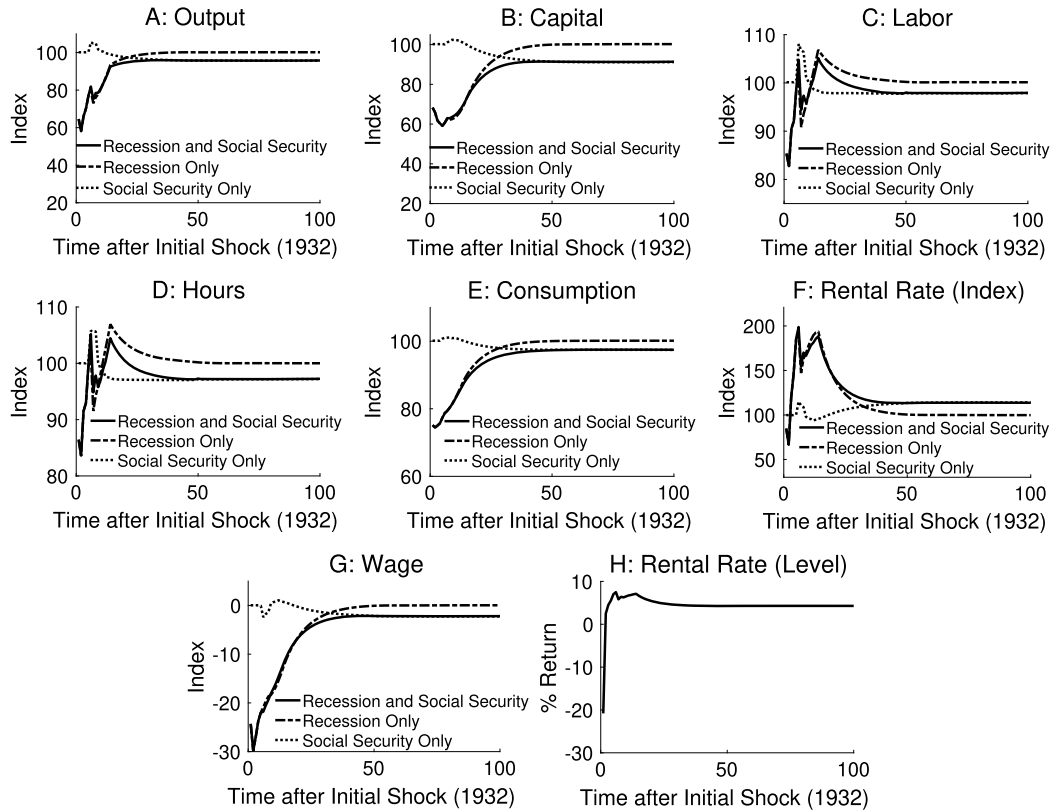 A: Output
Index
100
80
60
40
20
Recession and Social Security
Recession Only
Social Security Only
0
50
100
Time after Initial Shock (1932)
B: Capital
Index
100
80
60
40
20
Recession and Social Security
Recession Only
Social Security Only
0
50
100
Time after Initial Shock (1932)
C: Labor
Index
110
100
90
80
Recession and Social Security
Recession Only
Social Security Only
0
50
100
Time after Initial Shock (1932)
D: Hours
Index
110
100
90
80
Recession and Social Security
Recession Only
Social Security Only
0
50
100
Time after Initial Shock (1932)
E: Consumption
Index
100
80
60
Recession and Social Security
Recession Only
Social Security Only
0
50
100
Time after Initial Shock (1932)
F: Rental Rate (Index)
Index
200
150
100
50
Recession and Social Security
Recession Only
Social Security Only
0
50
100
Time after Initial Shock (1932)
G: Wage
Index
0
-10
-20
-30
Recession and Social Security
Recession Only
Social Security Only
0
50
100
Time after Initial Shock (1932)
H: Rental Rate (Level)
% Return
10
0
-10
-20
-30
0
50
100
Time after Initial Shock (1932)